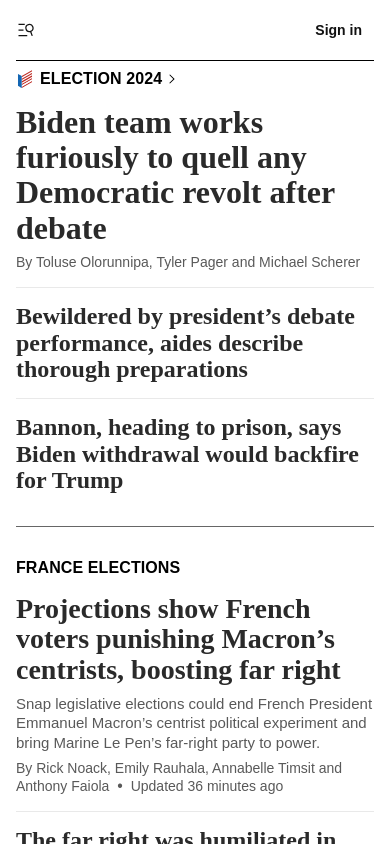 Sign in
ELECTION 2024
Biden team works
furiously to quell any
Democratic revolt after
debate
By Toluse Olorunnipa, Tyler Pager and Michael Scherer
Bewildered by president’s debate
performance, aides describe
thorough preparations
Bannon, heading to prison, says
Biden withdrawal would backfire
for Trump
FRANCE ELECTIONS
Projections show French
voters punishing Macron’s
centrists, boosting far right
Snap legislative elections could end French President
Emmanuel Macron’s centrist political experiment and
bring Marine Le Pen’s far-right party to power.
By Rick Noack, Emily Rauhala, Annabelle Timsit and
Anthony Faiola • Updated 36 minutes ago
The far right was humiliated in